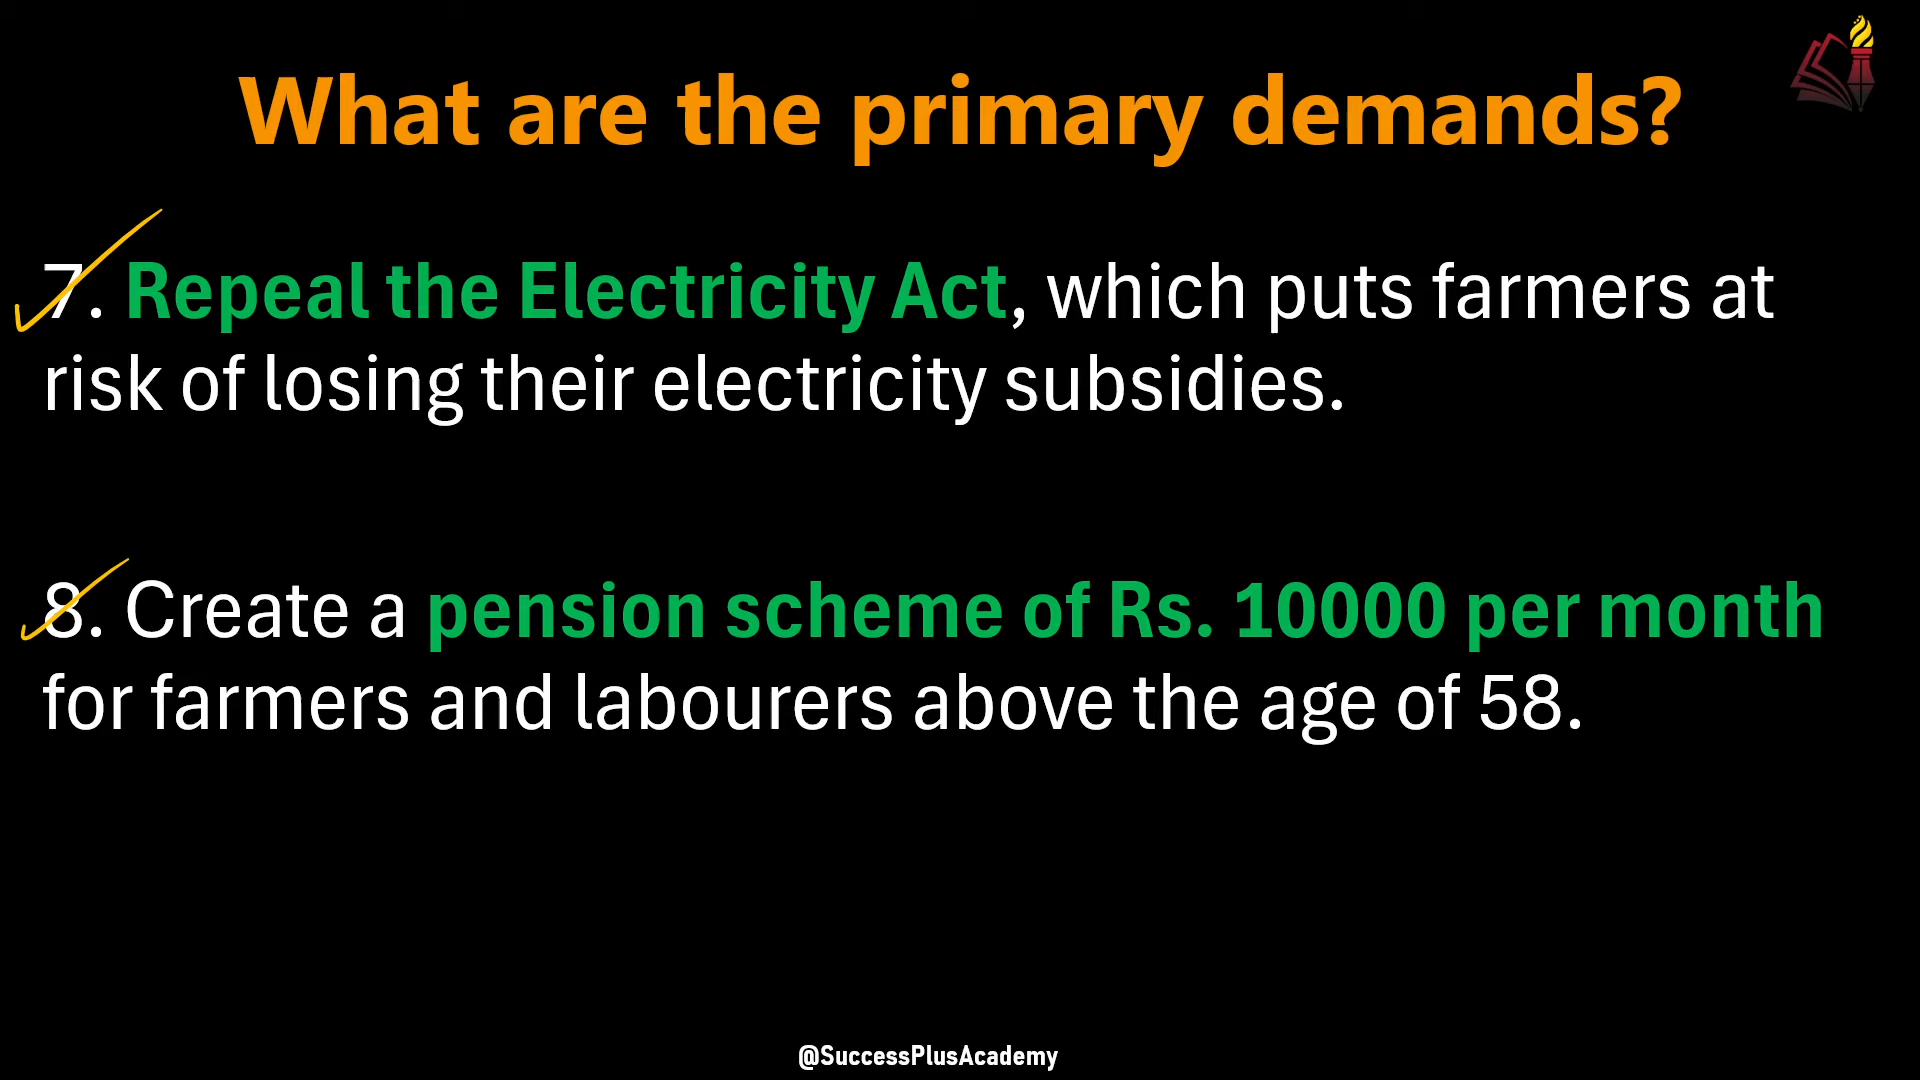 What are the primary demands?
7. Repeal the Electricity Act, which puts farmers at
risk of losing their electricity subsidies.
8. Create a pension scheme of Rs. 10000 per month
for farmers and labourers above the age of 58.
@SuccessPlusAcademy